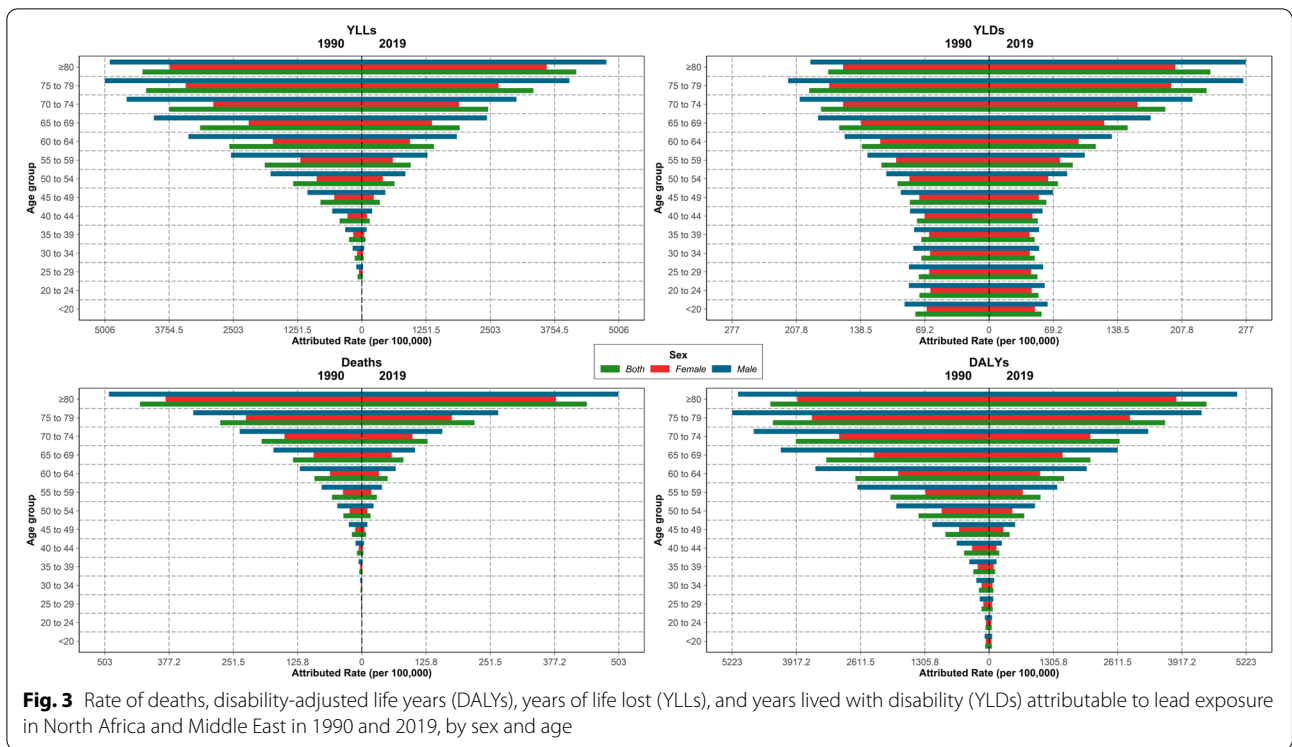 YLLs
1990 2019
Age group
≥80
75 to 79
70 to 74
65 to 69
60 to 64
55 to 59
50 to 54
45 to 49
40 to 44
35 to 39
30 to 34
25 to 29
20 to 24
<20
5006 3754.5 2503 1251.5 0 1251.5 2503 3754.5 5006
Attributed Rate (per 100,000)
YLDs
1990 2019
Age group
≥80
75 to 79
70 to 74
65 to 69
60 to 64
55 to 59
50 to 54
45 to 49
40 to 44
35 to 39
30 to 34
25 to 29
20 to 24
<20
277 207.8 138.5 69.2 0 69.2 138.5 207.8 277
Attributed Rate (per 100,000)
Sex
Both Female Male
Deaths
1990 2019
Age group
≥80
75 to 79
70 to 74
65 to 69
60 to 64
55 to 59
50 to 54
45 to 49
40 to 44
35 to 39
30 to 34
25 to 29
20 to 24
<20
503 377.2 251.5 125.8 0 125.8 251.5 377.2 503
Attributed Rate (per 100,000)
DALYs
1990 2019
Age group
≥80
75 to 79
70 to 74
65 to 69
60 to 64
55 to 59
50 to 54
45 to 49
40 to 44
35 to 39
30 to 34
25 to 29
20 to 24
<20
5223 3917.2 2611.5 1305.8 0 1305.8 2611.5 3917.2 5223
Attributed Rate (per 100,000)
Fig. 3 Rate of deaths, disability-adjusted life years (DALYs), years of life lost (YLLs), and years lived with disability (YLDs) attributable to lead exposure
in North Africa and Middle East in 1990 and 2019, by sex and age